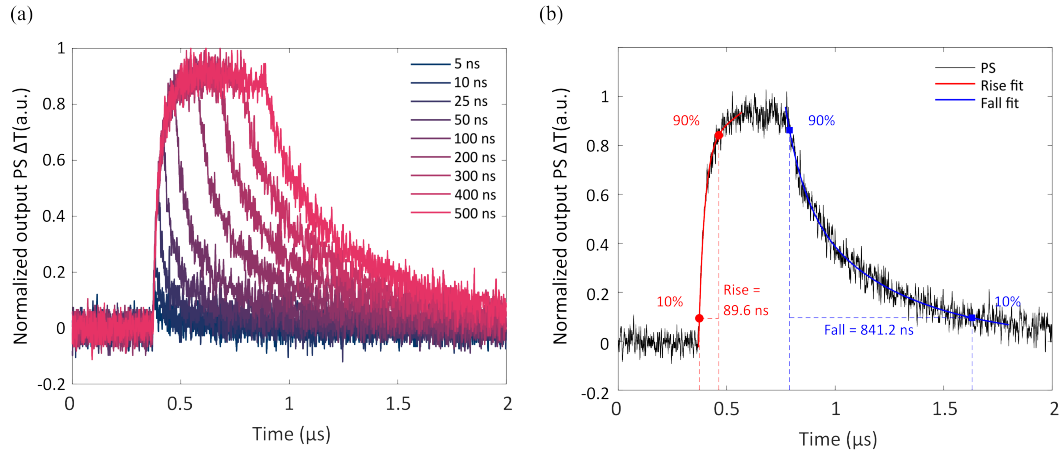 (a)
Normalized output PS ΔT(a.u.)
1
0.8
0.6
0.4
0.2
0
-0.2
0
0.5
1
1.5
2
Time (μs)
5 ns
10 ns
25 ns
50 ns
100 ns
200 ns
300 ns
400 ns
500 ns
(b)
Normalized output PS ΔT(a.u.)
1.2
1
0.8
0.6
0.4
0.2
0
-0.2
0
0.5
1
1.5
2
Time (μs)
PS
Rise fit
Fall fit
90%
90%
10%
Rise =
89.6 ns
10%
Fall = 841.2 ns